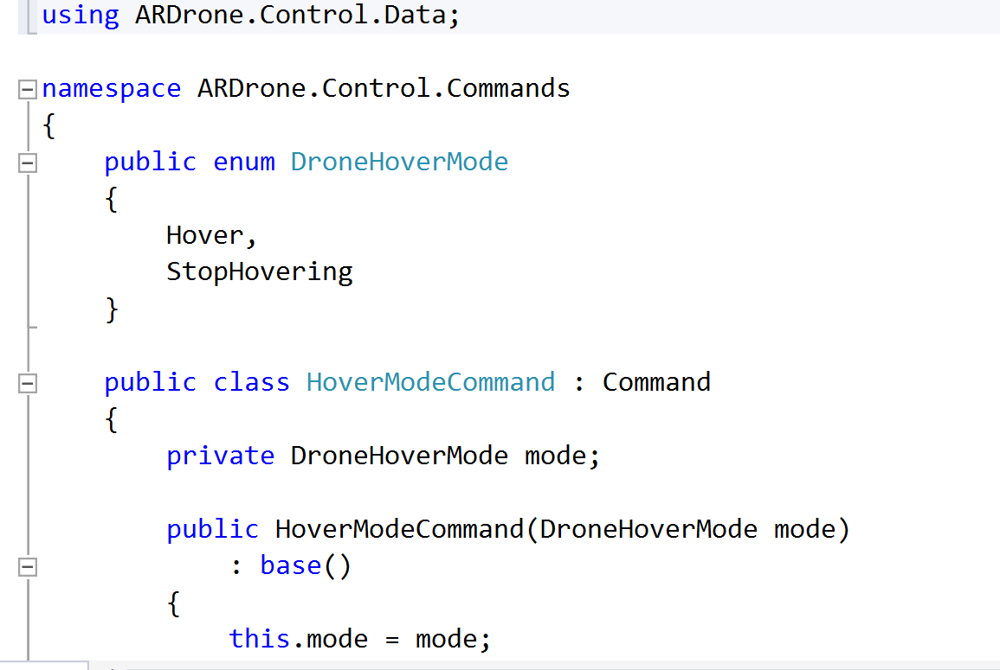 using ARDrone.Control.Data;
namespace ARDrone.Control.Commands
{
public enum DroneHoverMode
{
Hover,
StopHovering
}
public class HoverModeCommand : Command
{
private DroneHoverMode mode;
public HoverModeCommand(DroneHoverMode mode)
: base()
{
this.mode = mode;